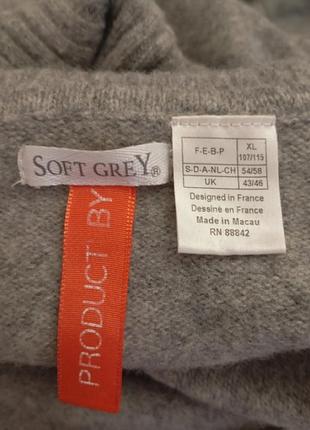 SOFT GREY®
PRODUCT BY
F-E-B-P XL 107/115
S-D-A-NL-CH 54/58
UK 43/46
Designed in France
Dessiné en France
Made in Macau
RN 88842